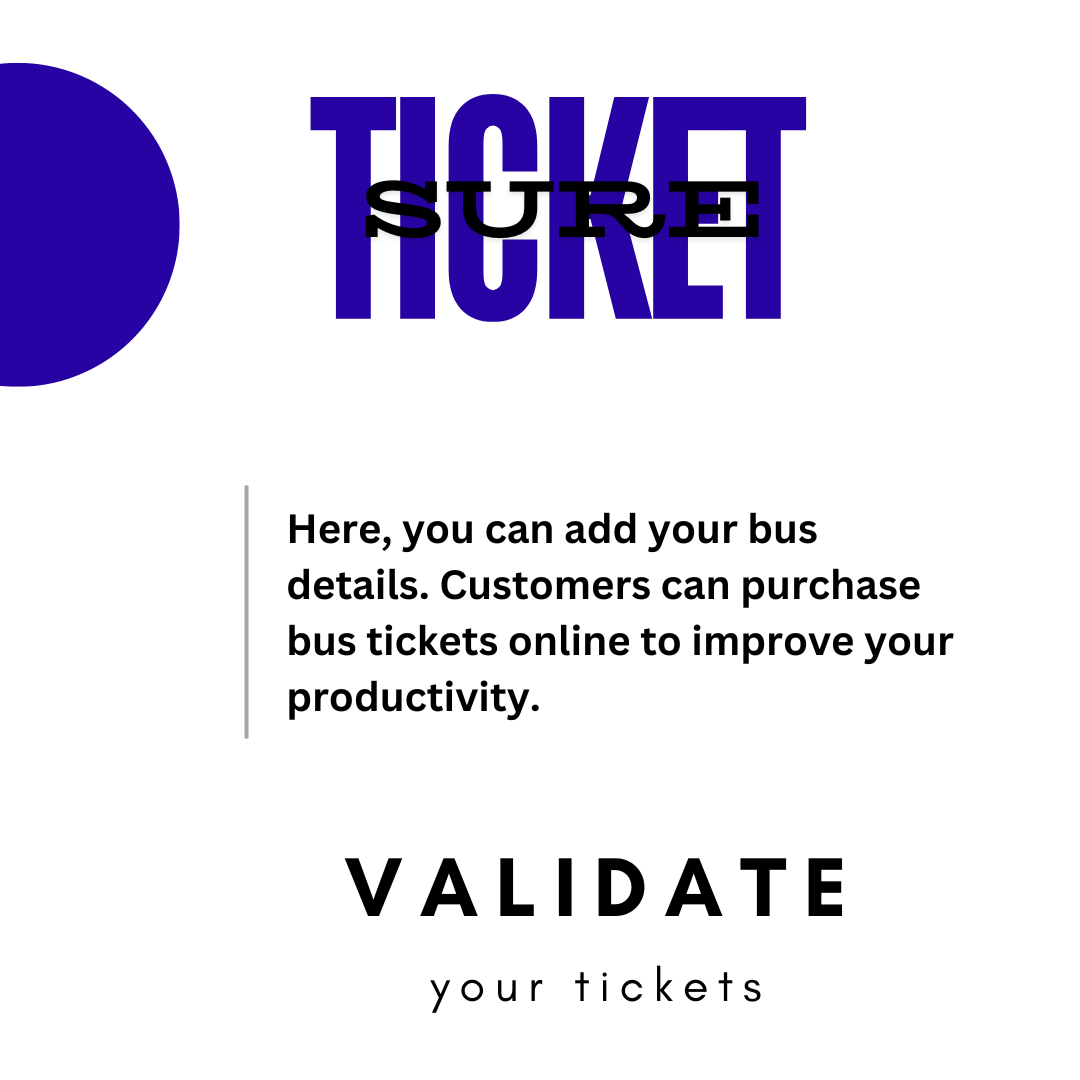 TICKET
SURE
Here, you can add your bus
details. Customers can purchase
bus tickets online to improve your
productivity.
VALIDATE
your tickets